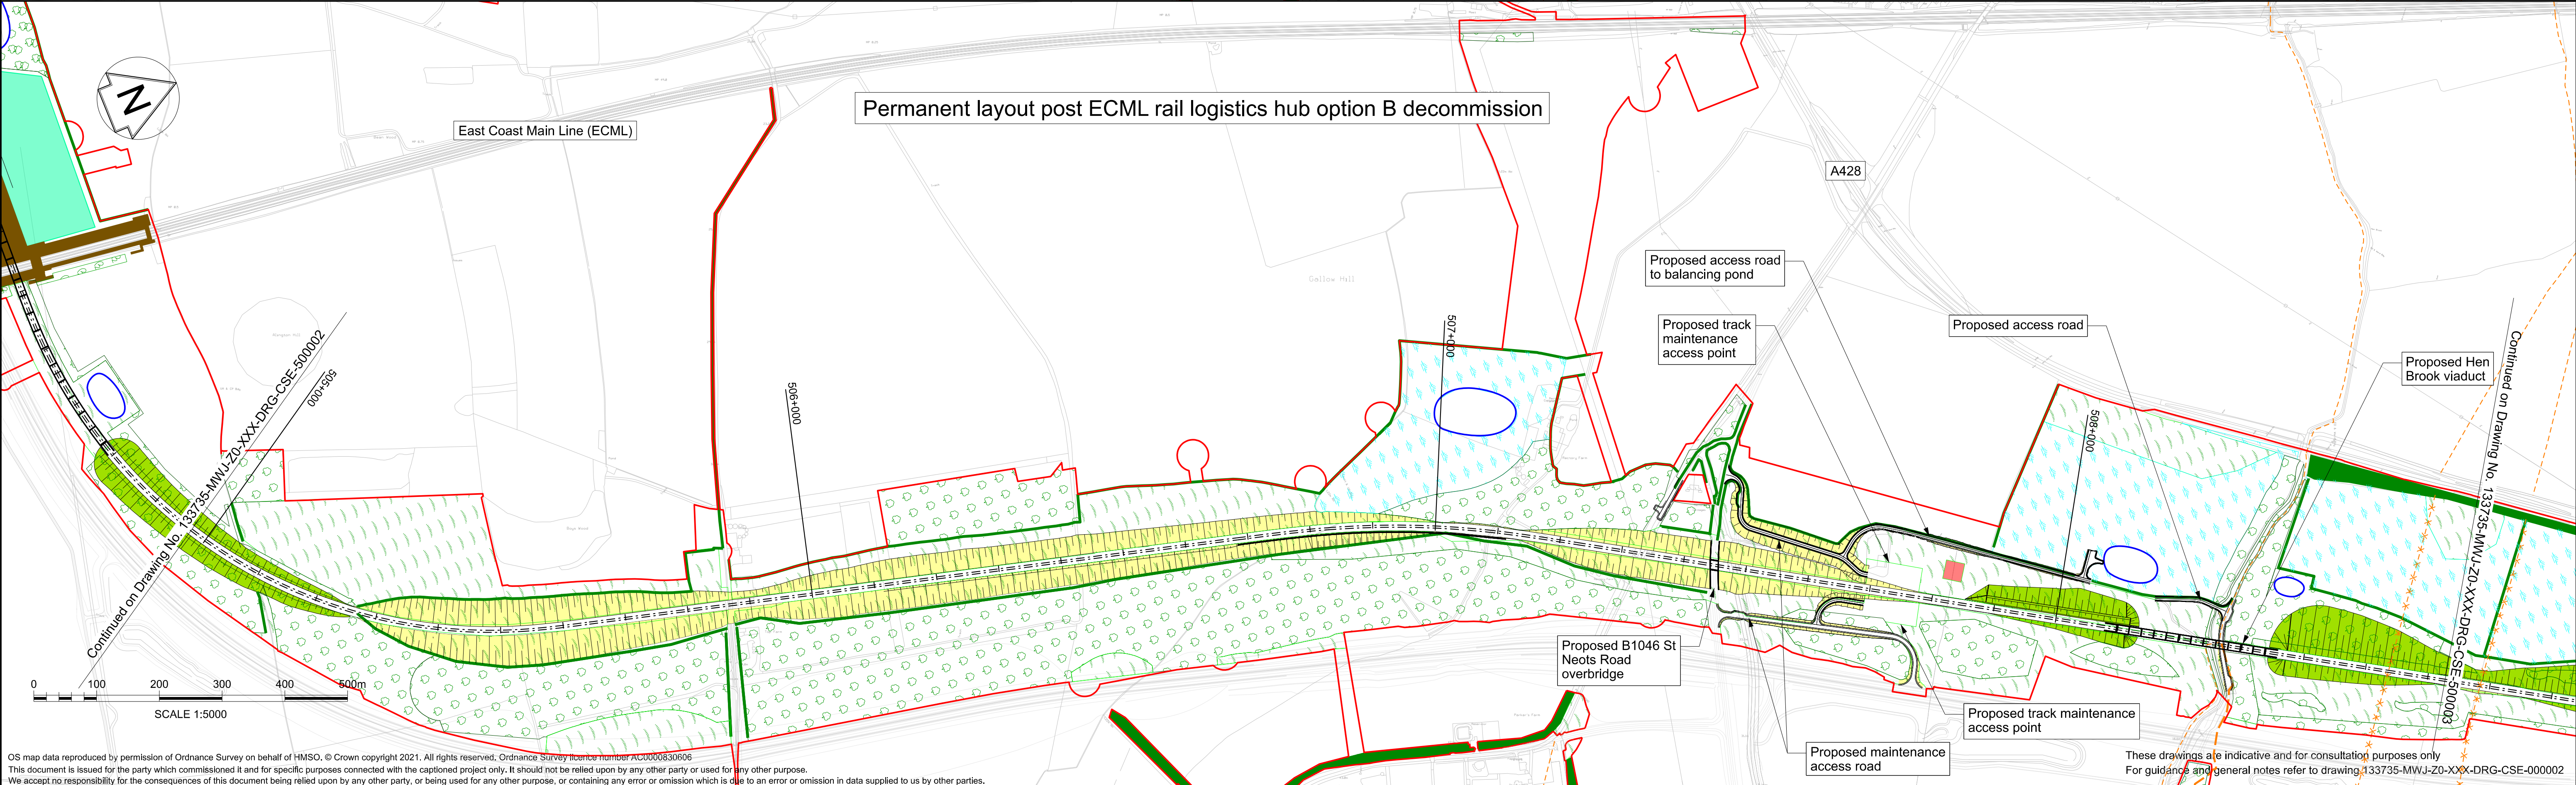 Permanent layout post ECML rail logistics hub option B decommission
N
East Coast Main Line (ECML)
A428
Gallow Hill
Proposed access road
to balancing pond
Proposed track
maintenance
access point
Proposed access road
Proposed Hen
Brook viaduct
Continued on Drawing No. 133735-MWJ-Z0-XXX-DRG-CSE-500002
505+000
506+000
507+000
508+000
Continued on Drawing No. 133735-MWJ-Z0-XXX-DRG-CSE-500003
Proposed B1046 St
Neots Road
overbridge
Proposed track maintenance
access point
Proposed maintenance
access road
0 100 200 300 400 500m
SCALE 1:5000
OS map data reproduced by permission of Ordnance Survey on behalf of HMSO, © Crown copyright 2021. All rights reserved, Ordnance Survey licence number AC0000830606
This document is issued for the party which commissioned it and for specific purposes connected with the captioned project only. It should not be relied upon by any other party or used for any other purpose.
We accept no responsibility for the consequences of this document being relied upon by any other party, or being used for any other purpose, or containing any error or omission which is due to an error or omission in data supplied to us by other parties.
These drawings are indicative and for consultation purposes only
For guidance and general notes refer to drawing 133735-MWJ-Z0-XXX-DRG-CSE-000002